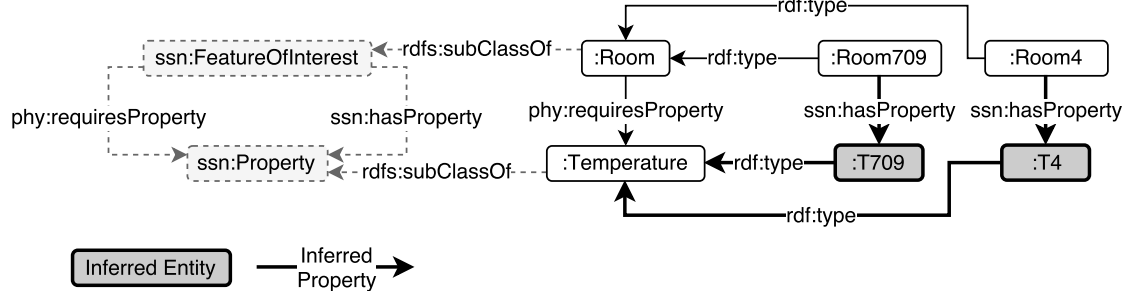 rdf:type
ssn:FeatureOfInterest
rdfs:subClassOf
:Room
rdf:type
:Room709
:Room4
phy:requiresProperty
ssn:hasProperty
phy:requiresProperty
ssn:hasProperty
ssn:hasProperty
ssn:Property
rdfs:subClassOf
:Temperature
rdf:type
:T709
:T4
rdf:type
Inferred Entity
Inferred
Property